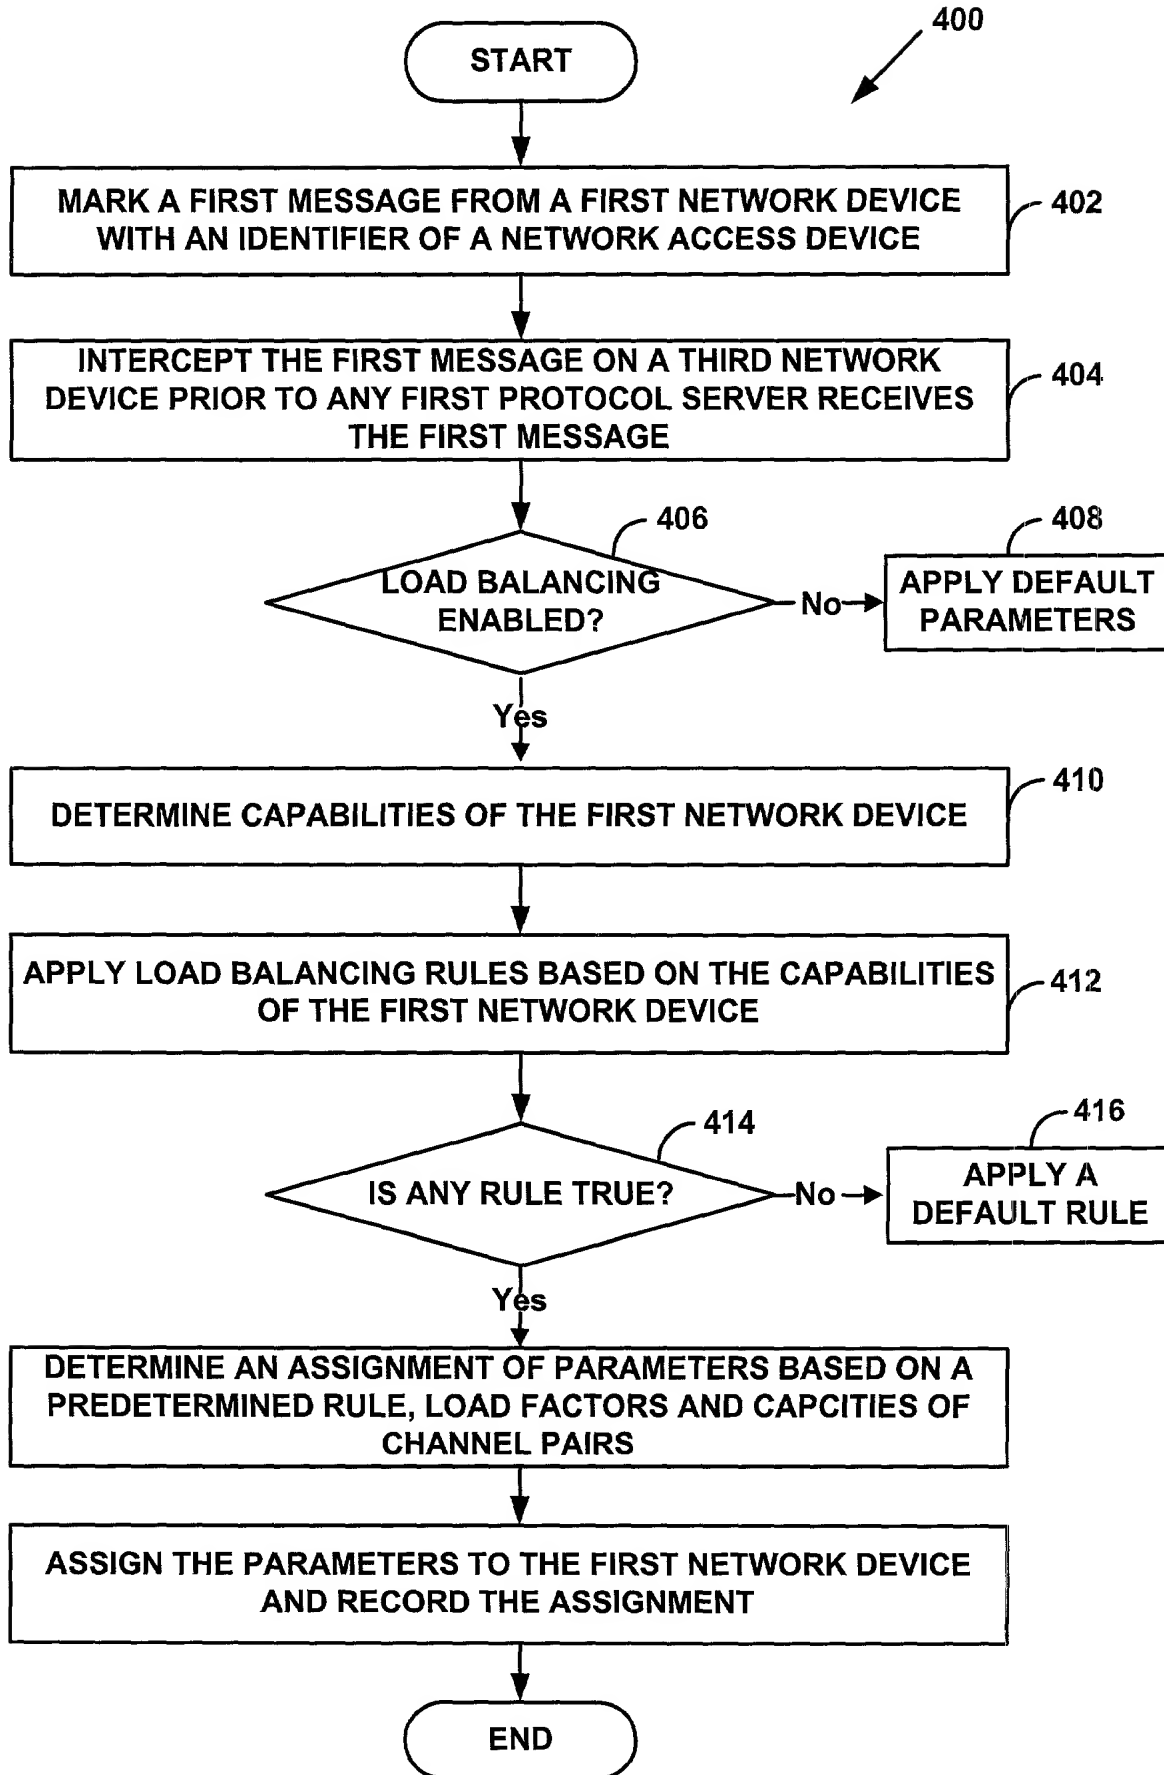 400
START
MARK A FIRST MESSAGE FROM A FIRST NETWORK DEVICE
WITH AN IDENTIFIER OF A NETWORK ACCESS DEVICE
402
INTERCEPT THE FIRST MESSAGE ON A THIRD NETWORK
DEVICE PRIOR TO ANY FIRST PROTOCOL SERVER RECEIVES
THE FIRST MESSAGE
404
406
LOAD BALANCING
ENABLED?
No
408
APPLY DEFAULT
PARAMETERS
Yes
DETERMINE CAPABILITIES OF THE FIRST NETWORK DEVICE
410
APPLY LOAD BALANCING RULES BASED ON THE CAPABILITIES
OF THE FIRST NETWORK DEVICE
412
414
IS ANY RULE TRUE?
No
416
APPLY A
DEFAULT RULE
Yes
DETERMINE AN ASSIGNMENT OF PARAMETERS BASED ON A
PREDETERMINED RULE, LOAD FACTORS AND CAPCITIES OF
CHANNEL PAIRS
ASSIGN THE PARAMETERS TO THE FIRST NETWORK DEVICE
AND RECORD THE ASSIGNMENT
END